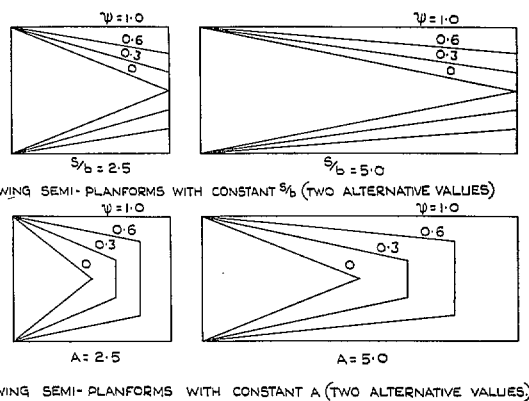 ψ=1.0 ψ=1.0
0.6 0.6
0.3 0.3
0 0
S/b = 2.5 S/b = 5.0
WING SEMI-PLANFORMS WITH CONSTANT S/b (TWO ALTERNATIVE VALUES)
ψ=1.0 ψ=1.0
0.6 0.6
0.3 0.3
0 0
A = 2.5 A = 5.0
WING SEMI-PLANFORMS WITH CONSTANT A (TWO ALTERNATIVE VALUES)